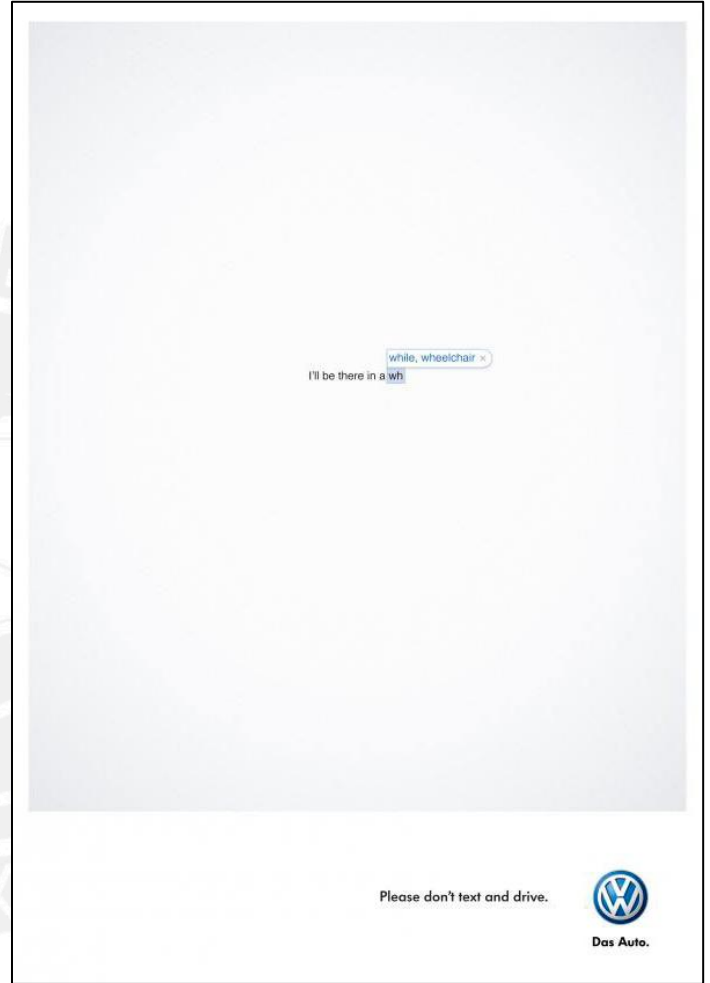 while, wheelchair ×
I'll be there in a wh
Please don't text and drive.
Das Auto.